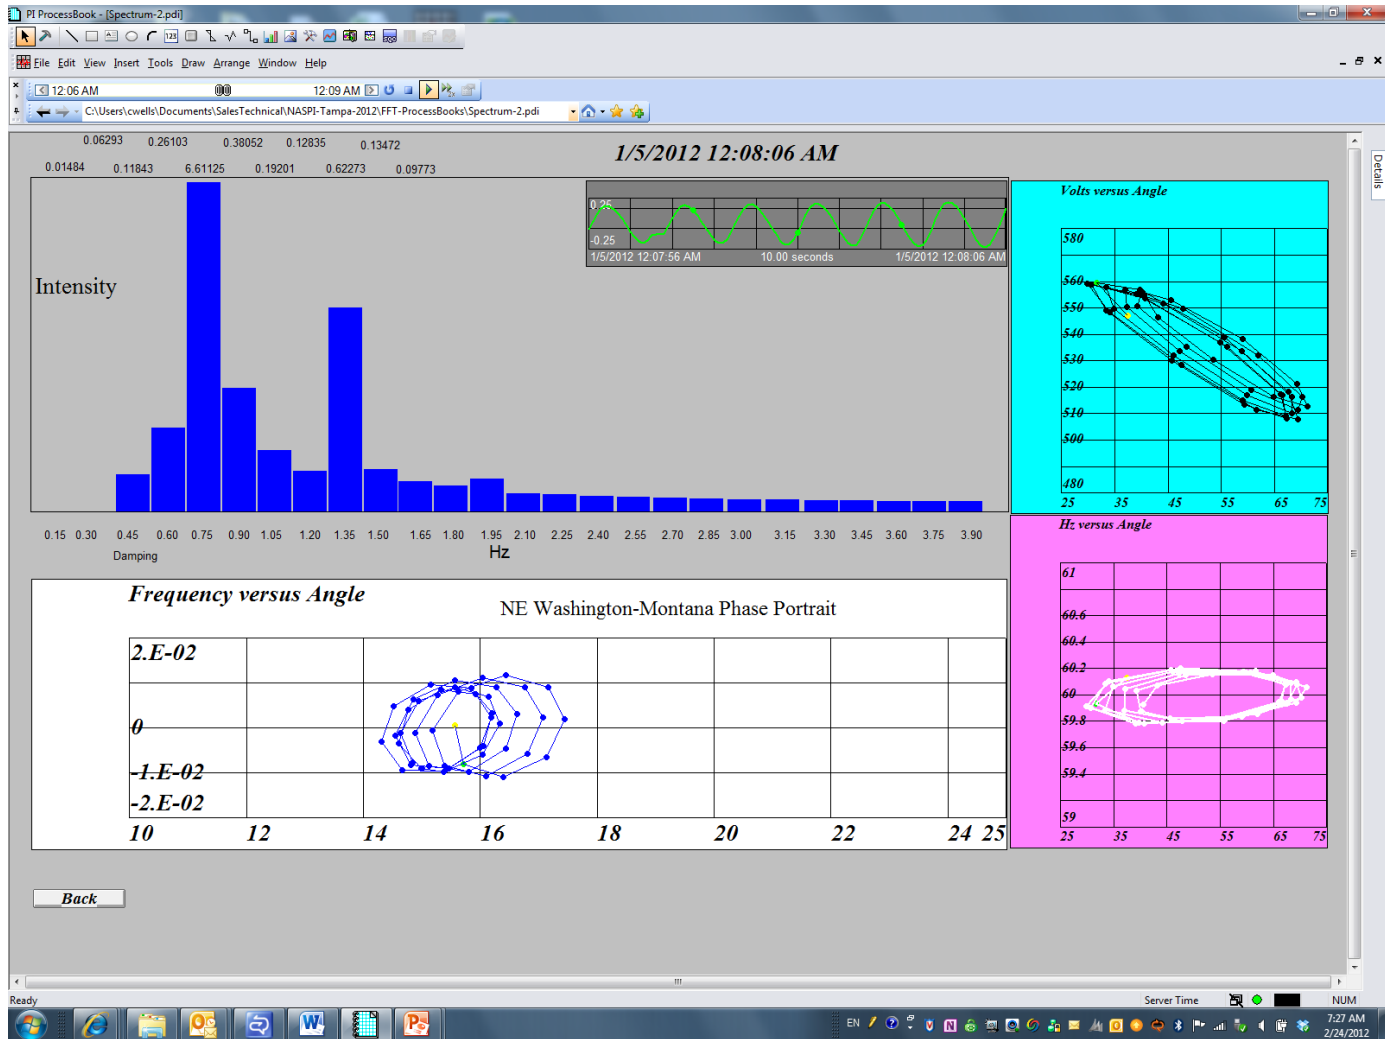 PI ProcessBook - [Spectrum-2.pdi]
123
File Edit View Insert Tools Draw Arrange Window Help
12:06 AM 12:09 AM
C:\Users\cwells\Documents\SalesTechnical\NASPI-Tampa-2012\FFT-ProcessBooks\Spectrum-2.pdi
Details
0.06293 0.26103 0.38052 0.12835 0.13472
0.01484 0.11843 6.61125 0.19201 0.62273 0.09773
1/5/2012 12:08:06 AM
0.25
-0.25
1/5/2012 12:07:56 AM 10.00 seconds 1/5/2012 12:08:06 AM
Intensity
0.15 0.30 0.45 0.60 0.75 0.90 1.05 1.20 1.35 1.50 1.65 1.80 1.95 2.10 2.25 2.40 2.55 2.70 2.85 3.00 3.15 3.30 3.45 3.60 3.75 3.90
Damping
Hz
Volts versus Angle
580
560
550
540
530
520
510
500
480
25 35 45 55 65 75
Hz versus Angle
61
60.6
60.4
60.2
60
59.8
59.6
59.4
59
25 35 45 55 65 75
Frequency versus Angle
NE Washington-Montana Phase Portrait
2.E-02
0
-1.E-02
-2.E-02
10 12 14 16 18 20 22 24 25
Back
Ready
Server Time
NUM
EN
7:27 AM
2/24/2012